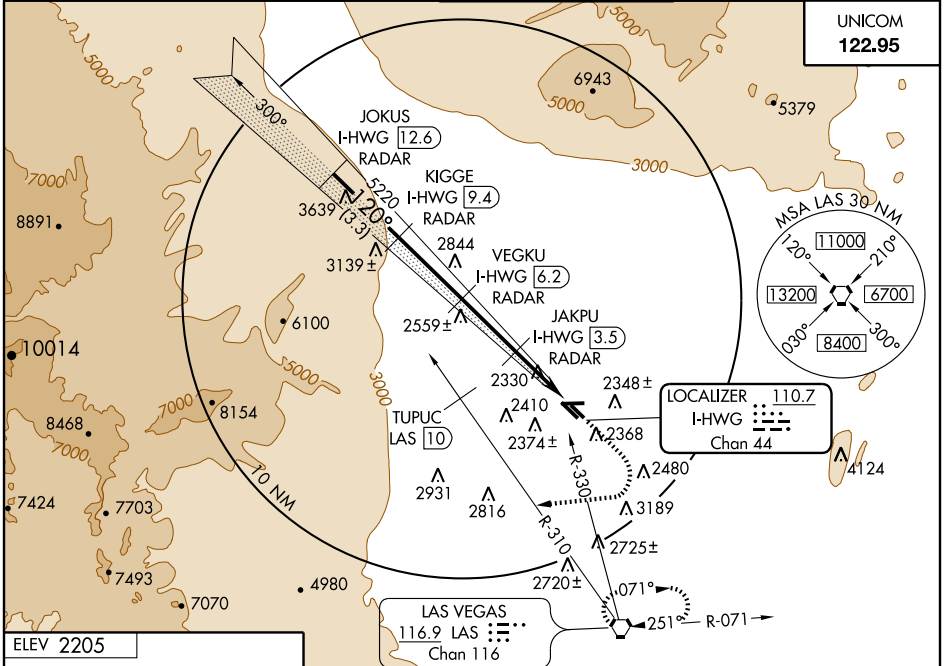 UNICOM
122.95
5000
6943
5000
5379
3000
300°
JOKUS
I-HWG 12.6
RADAR
KIGGE
I-HWG 9.4
RADAR
5220
120°
(3.3)
3639
3139±
2844
7000
8891
VEGKU
I-HWG 6.2
RADAR
2559±
JAKPU
I-HWG 3.5
RADAR
MSA LAS 30 NM
120°
11000
210°
13200
6700
030°
8400
300°
6100
10014
5000
3000
2330
2348±
TUPUC
LAS 10
2410
2374±
2368
LOCALIZER 110.7
I-HWG
Chan 44
7000
8154
8468
7000
10 NM
R-330
2480
4124
2931
2816
3189
7424
7703
R-310
2725±
2720±
7493
4980
7070
071°
251°
R-071
LAS VEGAS
116.9 LAS
Chan 116
ELEV 2205